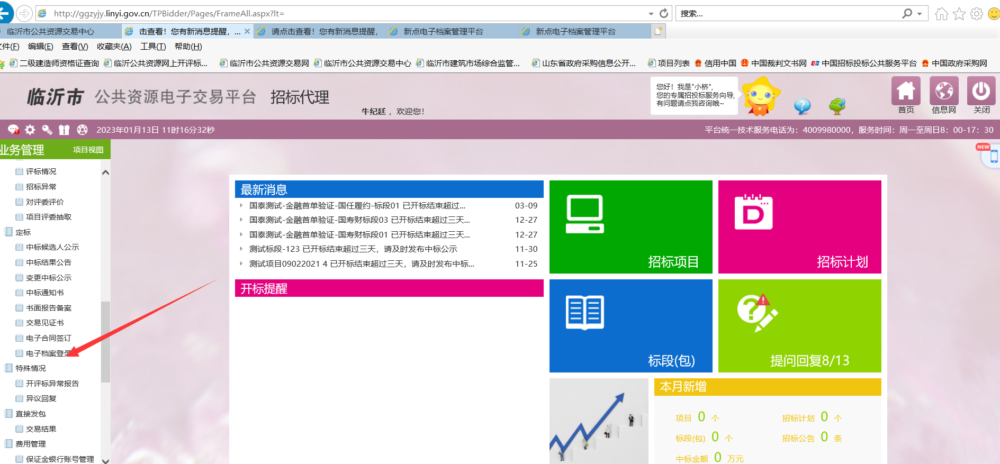 http://ggzyjy.linyi.gov.cn/TPBidder/Pages/FrameAll.aspx?lt=
搜索...
临沂市公共资源交易中心
击查看！您有新消息提醒，...
请点击查看！您有新消息提醒，
新点电子档案管理平台
新点电子档案管理平台
件(F) 编辑(E) 查看(V) 收藏夹(A) 工具(T) 帮助(H)
二级建造师资格证查询 临沂公共资源网上开评标... 临沂市公共资源交易网 临沂市公共资源交易中心 临沂市建筑市场综合监管... 山东省政府采购信息公开... 项目列表 信用中国 中国裁判文书网 中国招标投标公共服务平台 中国政府采购网
临沂市 公共资源电子交易平台 招标代理
牛纪廷 ，欢迎您！
您好！我是"小桥"，
您的专属招投标服务向导，
有问题请点我咨询哦~
首页 信息网 关闭
2023年01月13日 11时16分32秒
平台统一技术服务电话为：4009980000，服务时间：周一至周日8：00-17：30
业务管理 项目视图
NEW
评标情况
招标异常
对评委评价
项目评委抽取
定标
中标候选人公示
中标结果公告
变更中标公示
中标通知书
书面报告备案
交易见证书
电子合同签订
电子档案登录
特殊情况
开评标异常报告
异议回复
直接发包
交易结果
费用管理
保证金银行账号管理
最新消息
国泰测试-金融首单验证-国任履约-标段01 已开标结束超过... 03-09
国泰测试-金融首单验证-国寿财标段03 已开标结束超过三天... 12-27
国泰测试-金融首单验证-国寿财标段01 已开标结束超过三天... 12-27
测试标段-123 已开标结束超过三天，请及时发布中标公示 11-30
测试项目09022021 4 已开标结束超过三天，请及时发布中标... 11-25
开标提醒
招标项目
D
招标计划
标段(包)
提问回复8/13
本月新增
项目 0 个 招标计划 0 个
标段(包) 0 个 招标公告 0 条
中标金额 0 万元